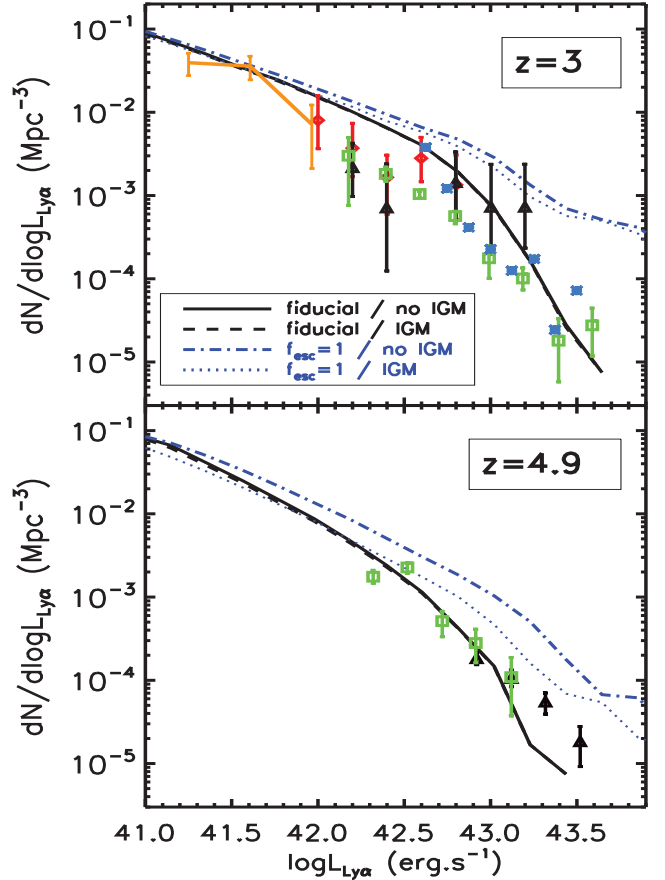 10⁻¹
10⁻²
10⁻³
10⁻⁴
10⁻⁵
dN/dlogL_Lyα (Mpc⁻³)
z=3
fiducial / no IGM
fiducial / IGM
f_esc=1 / no IGM
f_esc=1 / IGM
10⁻¹
10⁻²
10⁻³
10⁻⁴
10⁻⁵
dN/dlogL_Lyα (Mpc⁻³)
z=4.9
41.0 41.5 42.0 42.5 43.0 43.5
logL_Lyα (erg.s⁻¹)